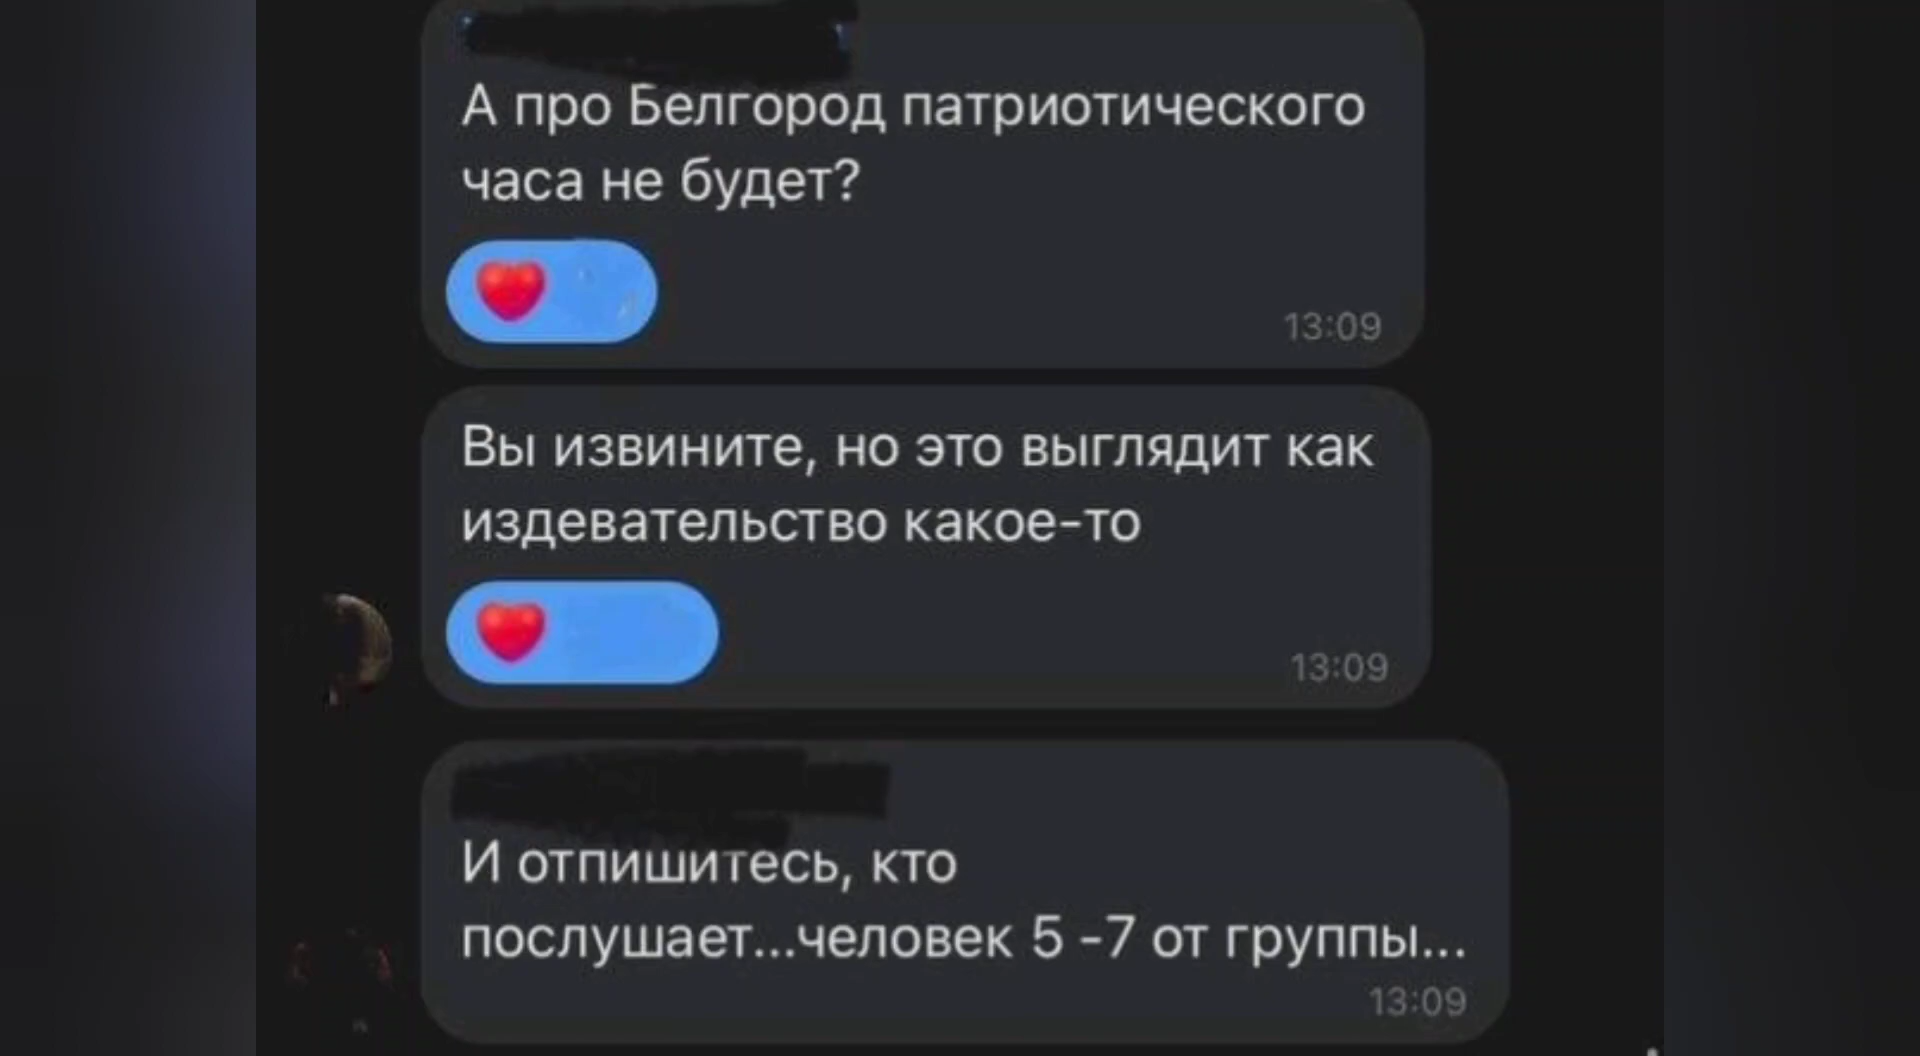 А про Белгород патриотического
часа не будет?
13:09
Вы извините, но это выглядит как
издевательство какое-то
13:09
И отпишитесь, кто
послушает...человек 5 -7 от группы...
13:09